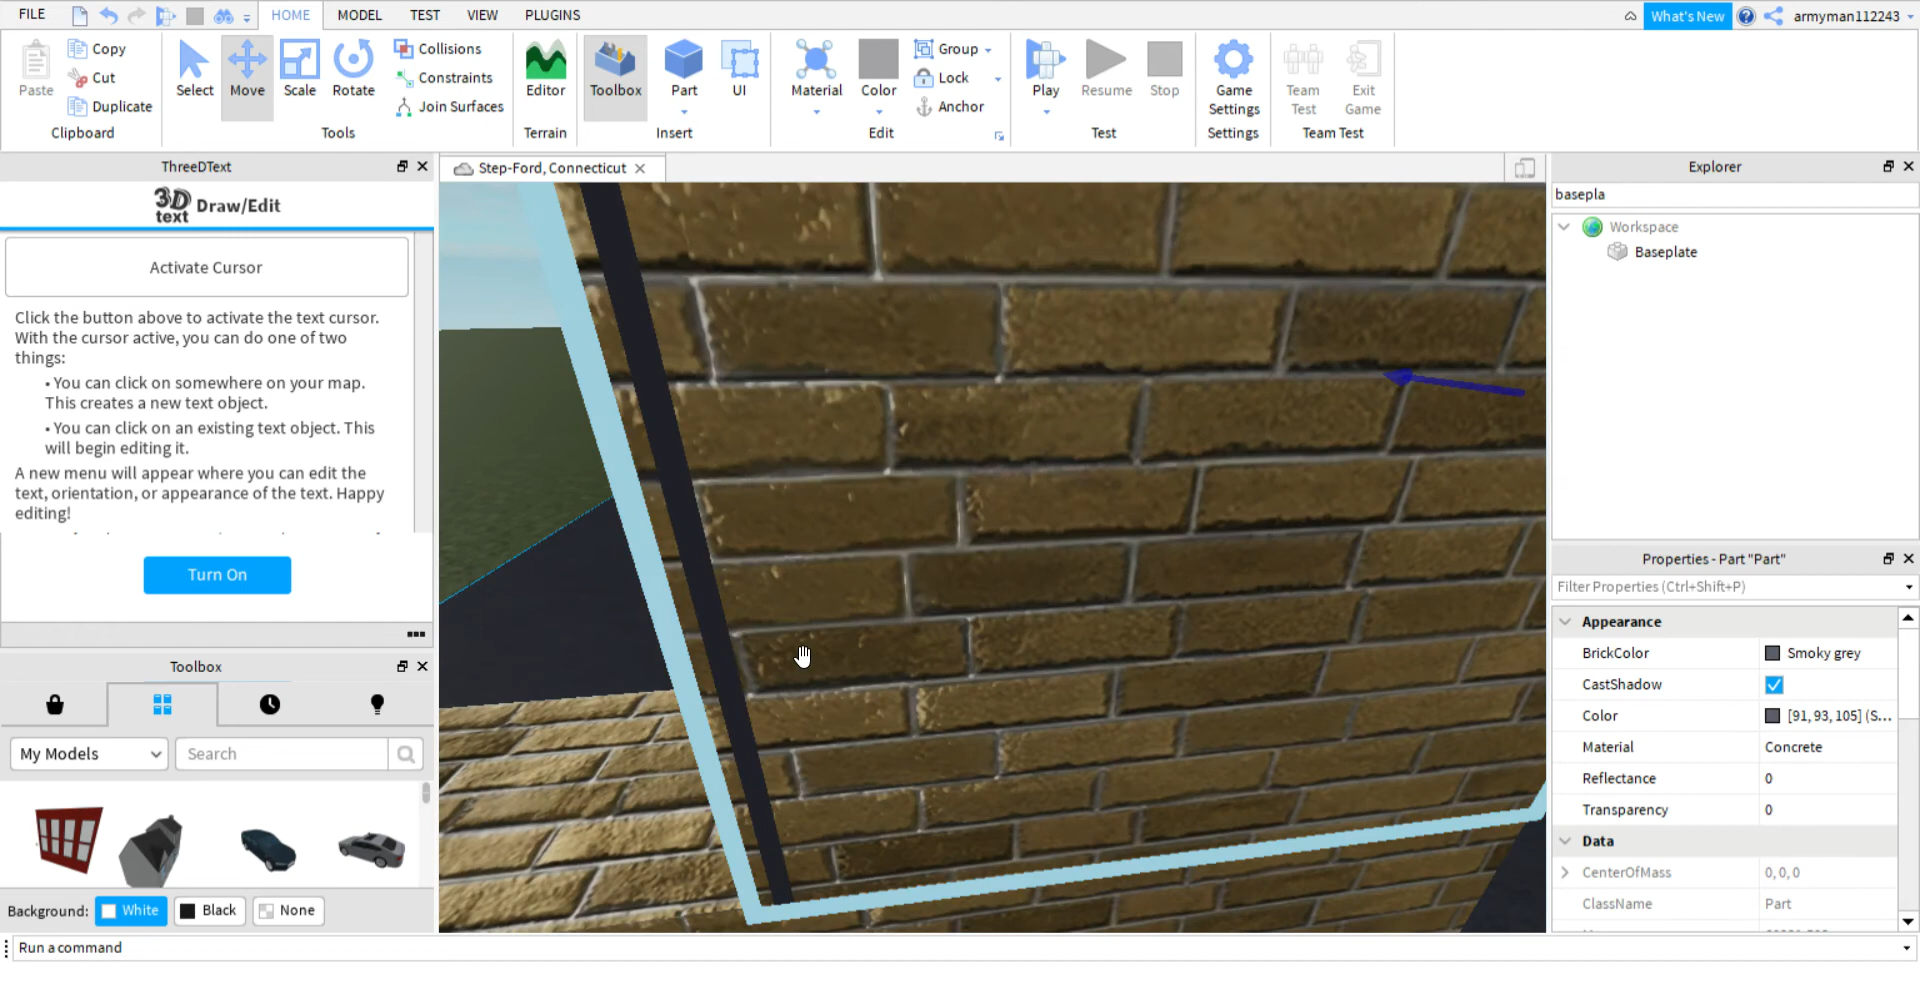 FILE
HOME
MODEL
TEST
VIEW
PLUGINS
What's New
armyman112243
Paste
Copy
Cut
Duplicate
Clipboard
Select
Move
Scale
Rotate
Collisions
Constraints
Join Surfaces
Tools
Editor
Terrain
Toolbox
Part
UI
Insert
Material
Color
Group
Lock
Anchor
Edit
Play
Resume
Stop
Test
Game
Settings
Settings
Team
Test
Exit
Game
Team Test
ThreeDText
3D
text
Draw/Edit
Activate Cursor
Click the button above to activate the text cursor.
With the cursor active, you can do one of two
things:
• You can click on somewhere on your map.
This creates a new text object.
• You can click on an existing text object. This
will begin editing it.
A new menu will appear where you can edit the
text, orientation, or appearance of the text. Happy
editing!
Turn On
Toolbox
My Models
Search
Background:
White
Black
None
Step-Ford, Connecticut
Explorer
basepla
Workspace
Baseplate
Properties - Part "Part"
Filter Properties (Ctrl+Shift+P)
Appearance
BrickColor Smoky grey
CastShadow
Color [91, 93, 105] (S...
Material Concrete
Reflectance 0
Transparency 0
Data
CenterOfMass 0, 0, 0
ClassName Part
Run a command